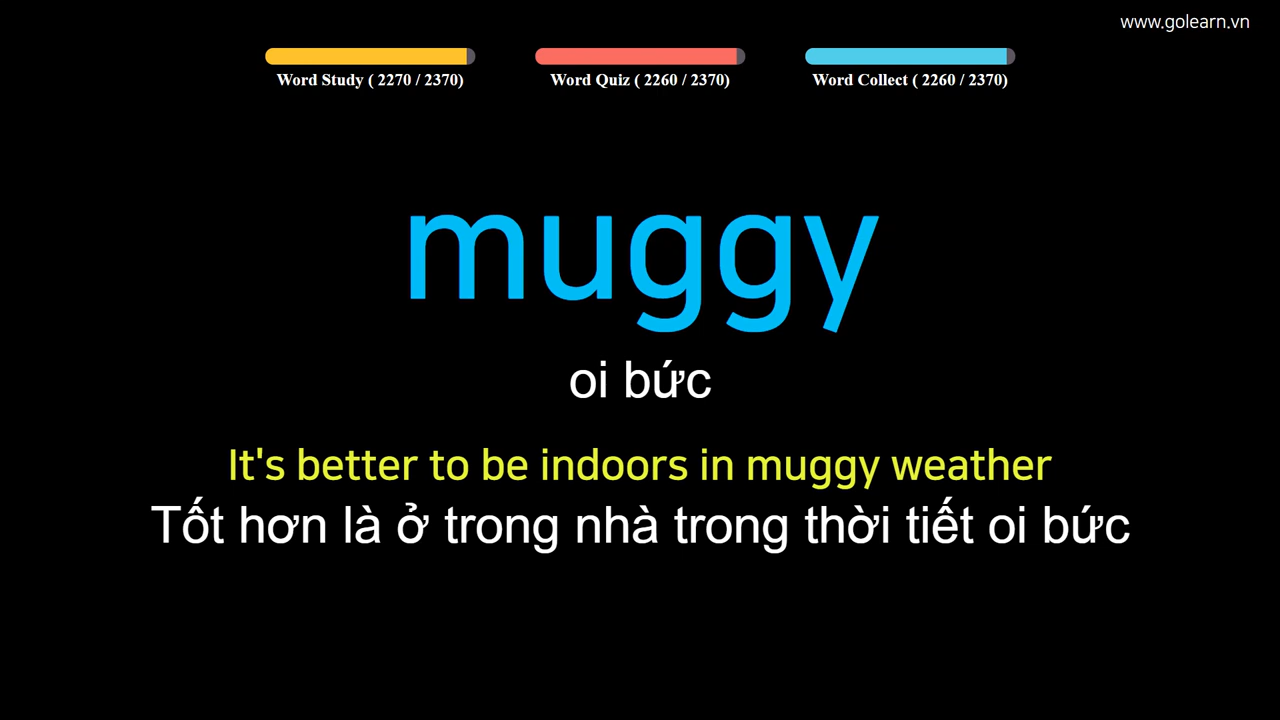 www.golearn.vn
Word Study ( 2270 / 2370)
Word Quiz ( 2260 / 2370)
Word Collect ( 2260 / 2370)
muggy
oi bức
It's better to be indoors in muggy weather
Tốt hơn là ở trong nhà trong thời tiết oi bức